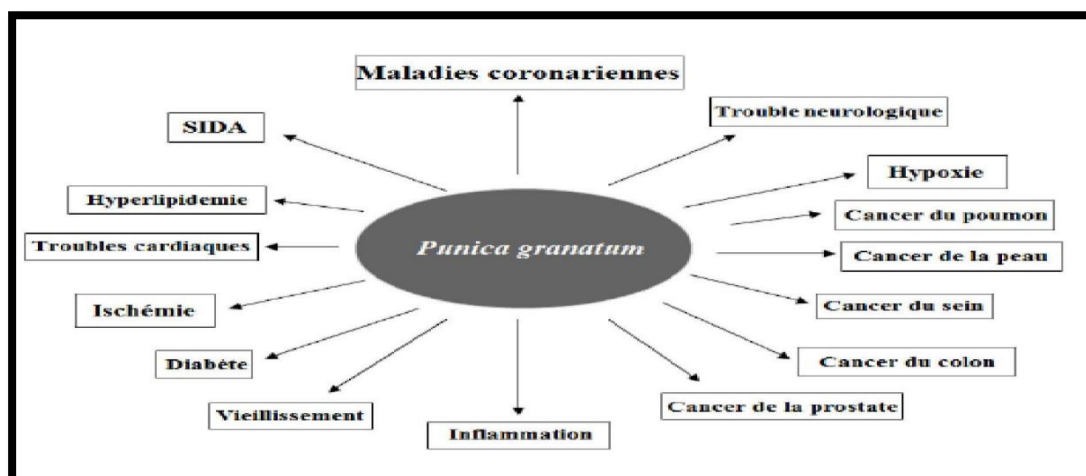 Maladies coronariennes
Trouble neurologique
SIDA
Hypoxie
Hyperlipidemie
Cancer du poumon
Troubles cardiaques
Punica granatum
Cancer de la peau
Ischémie
Cancer du sein
Diabète
Cancer du colon
Vieillissement
Cancer de la prostate
Inflammation